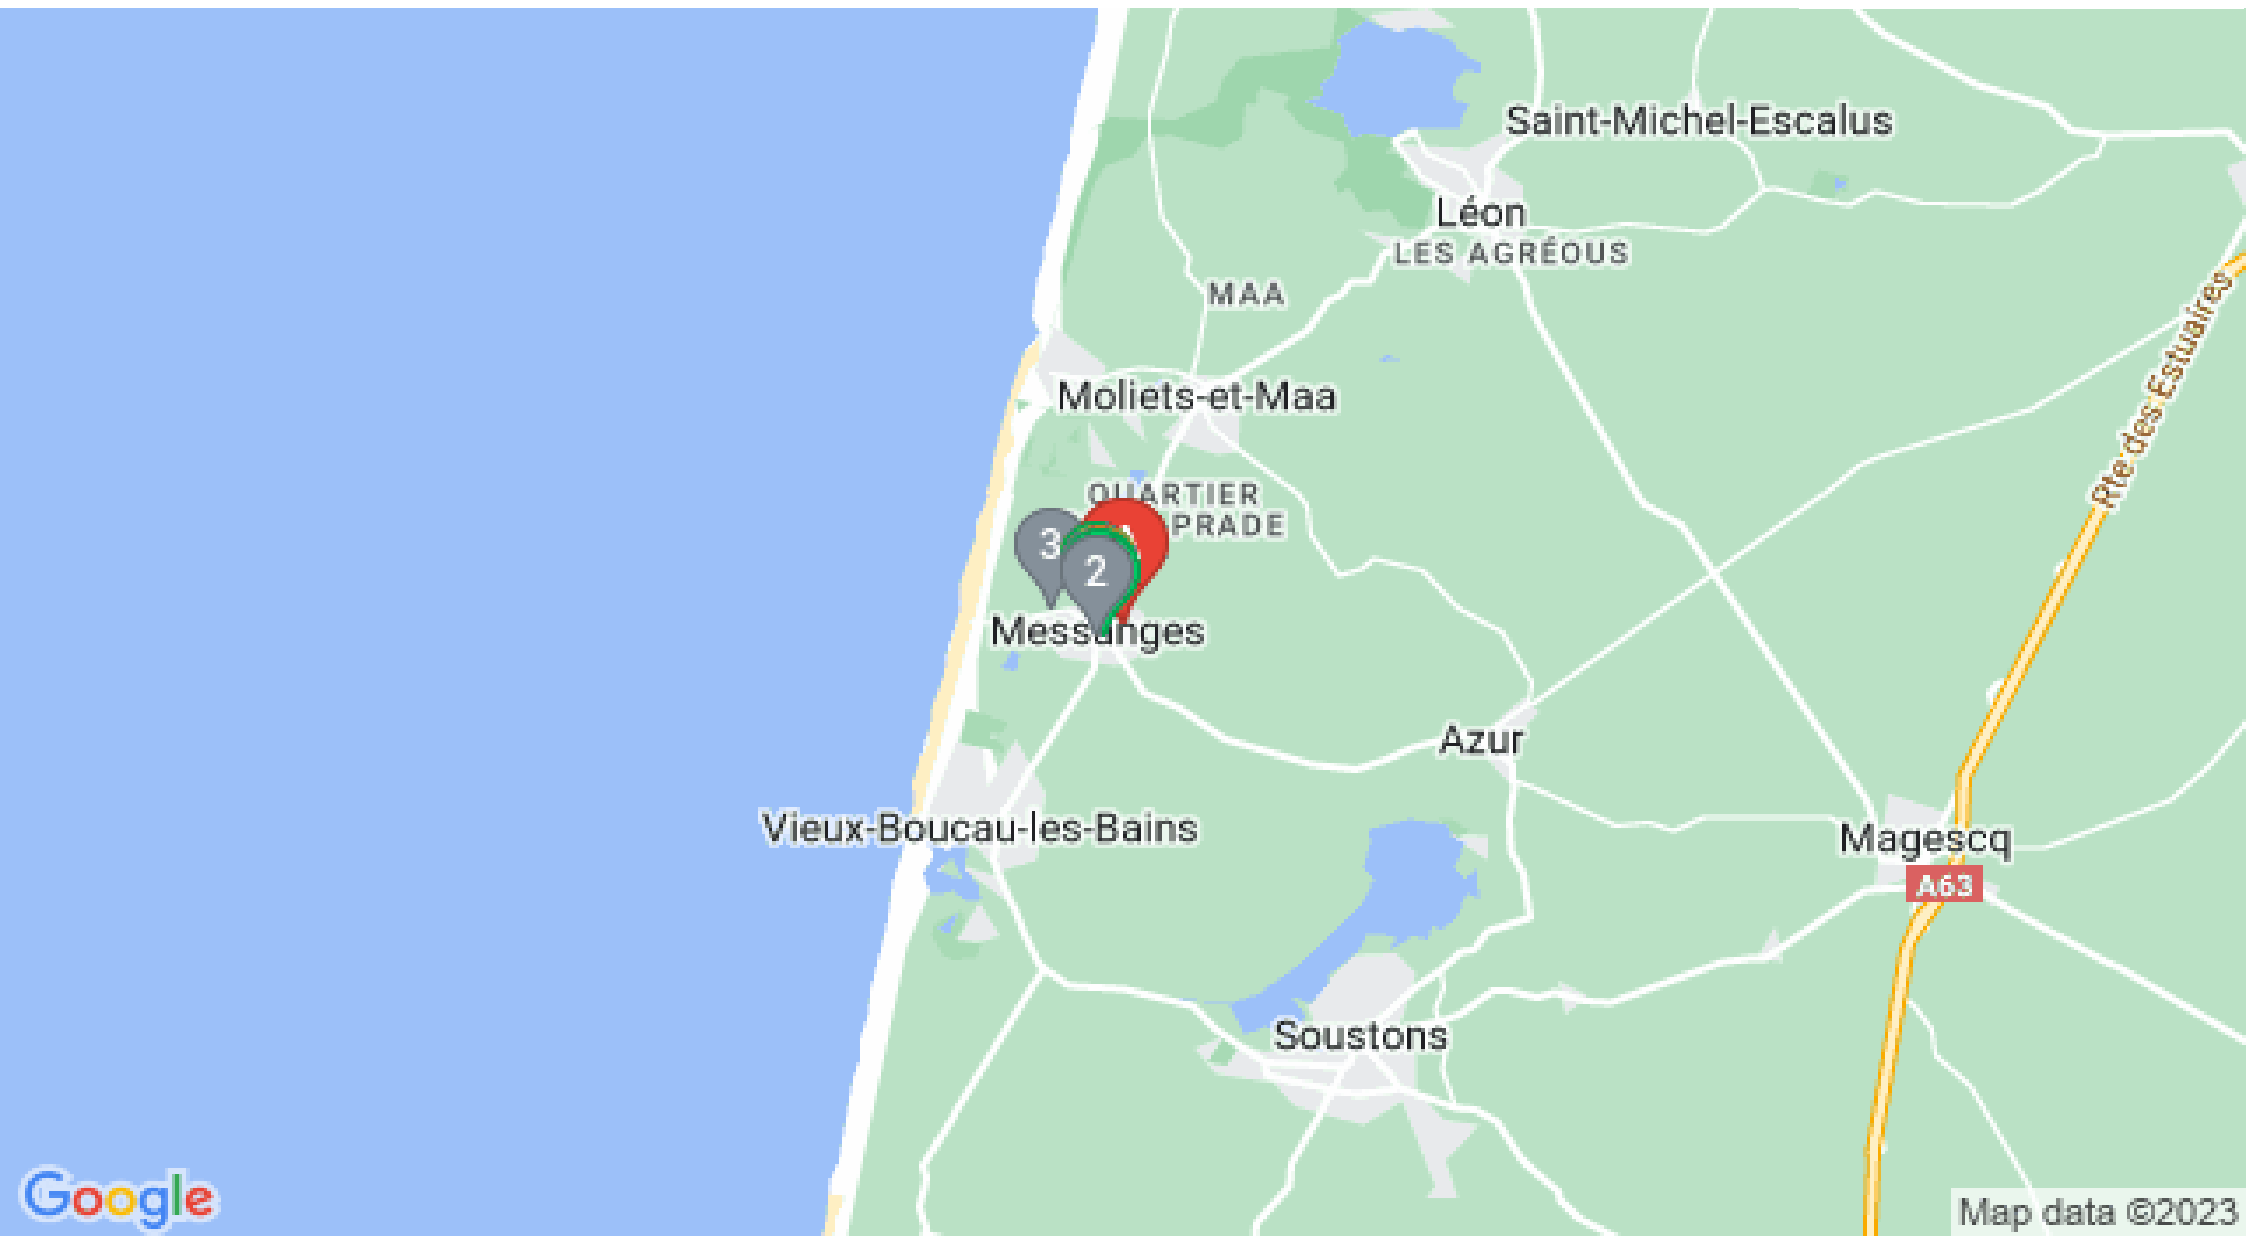 Saint-Michel-Escalus
Léon
LES AGRÉOUS
MAA
Rte des Estuaires
Moliets-et-Maa
QUARTIER
PRADE
3
2
Messanges
Azur
Vieux-Boucau-les-Bains
Magescq
A63
Soustons
Google
Map data ©2023